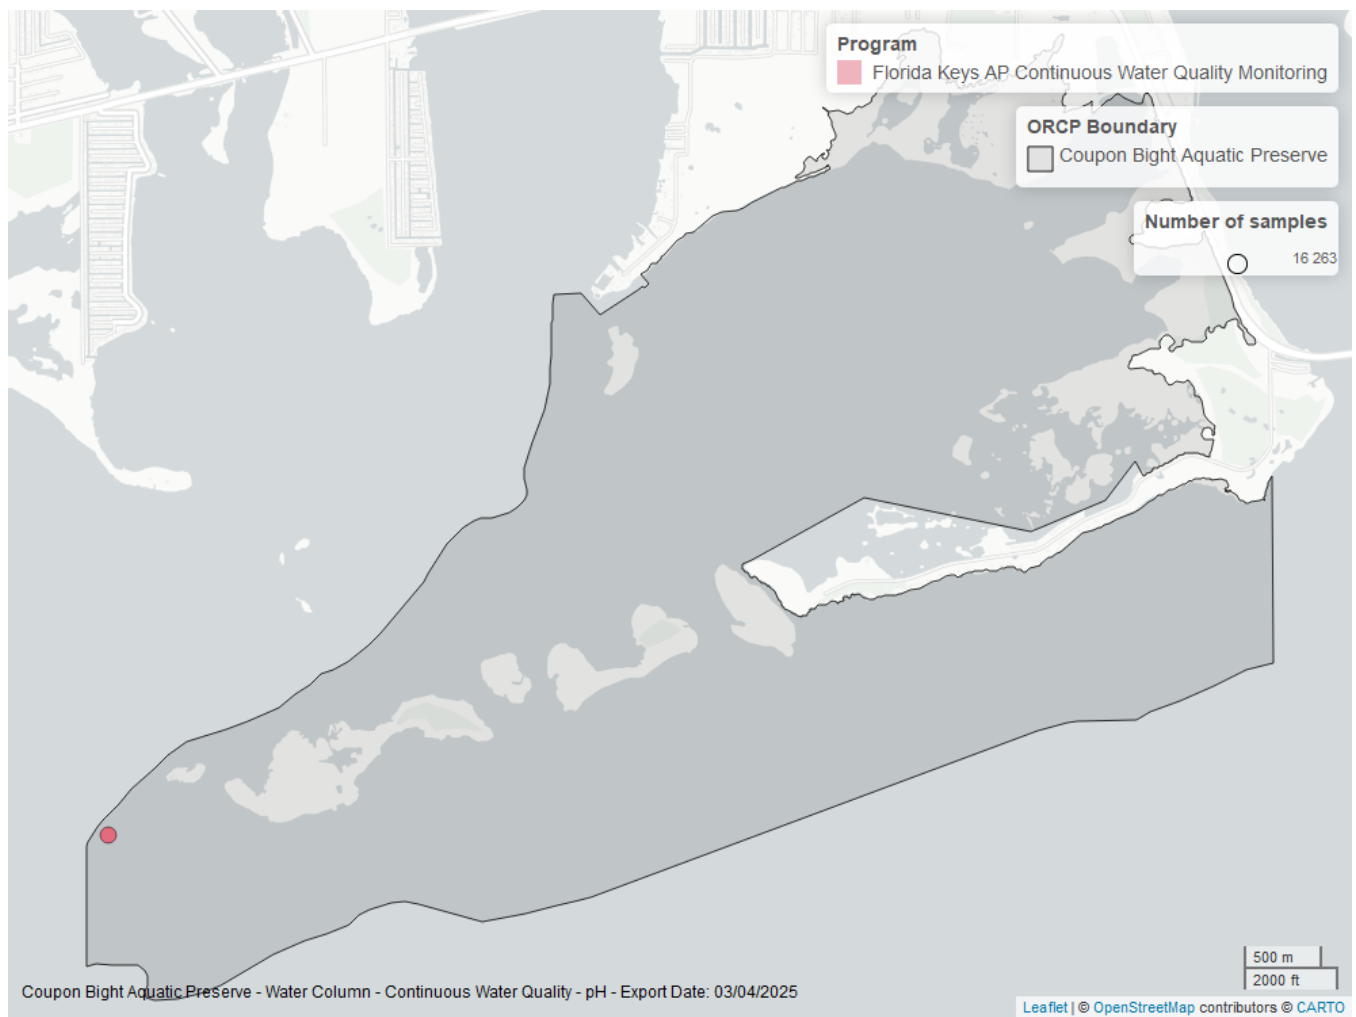 Program
Florida Keys AP Continuous Water Quality Monitoring
ORCP Boundary
Coupon Bight Aquatic Preserve
Number of samples
16 263
500 m
2000 ft
Coupon Bight Aquatic Preserve - Water Column - Continuous Water Quality - pH - Export Date: 03/04/2025
Leaflet | © OpenStreetMap contributors © CARTO